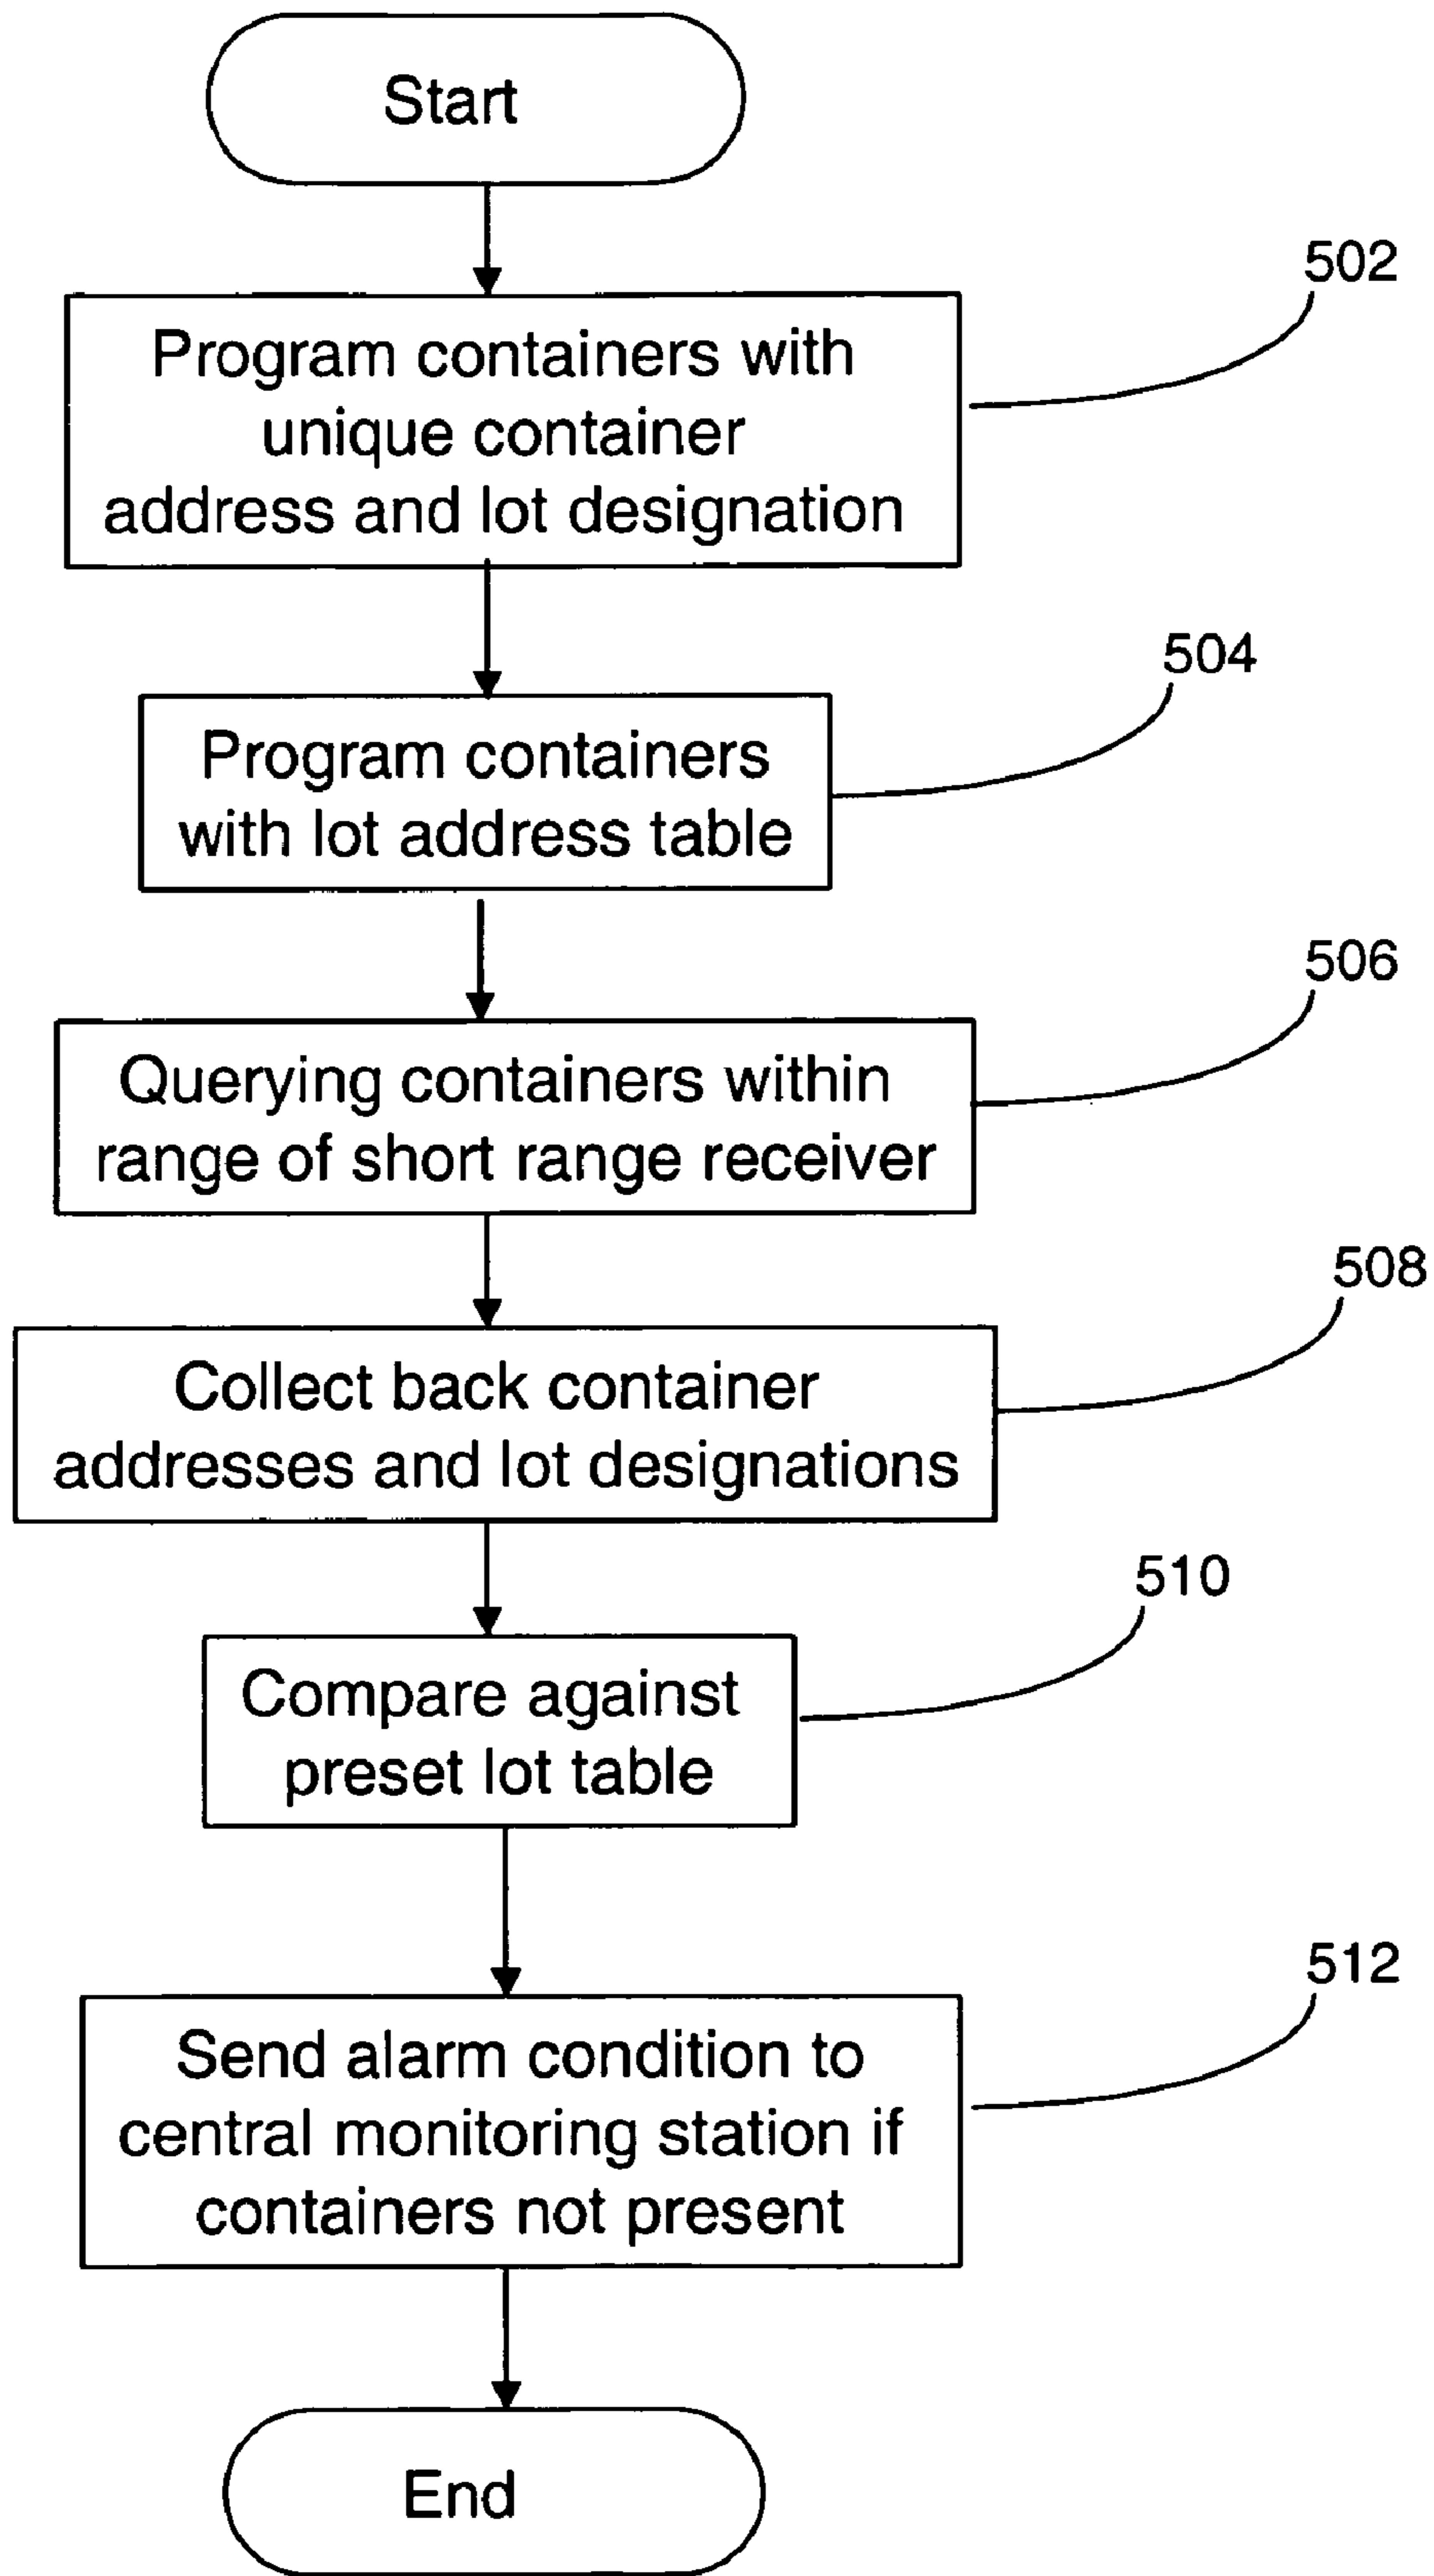 Start
502
Program containers with
unique container
address and lot designation
504
Program containers
with lot address table
506
Querying containers within
range of short range receiver
508
Collect back container
addresses and lot designations
510
Compare against
preset lot table
512
Send alarm condition to
central monitoring station if
containers not present
End